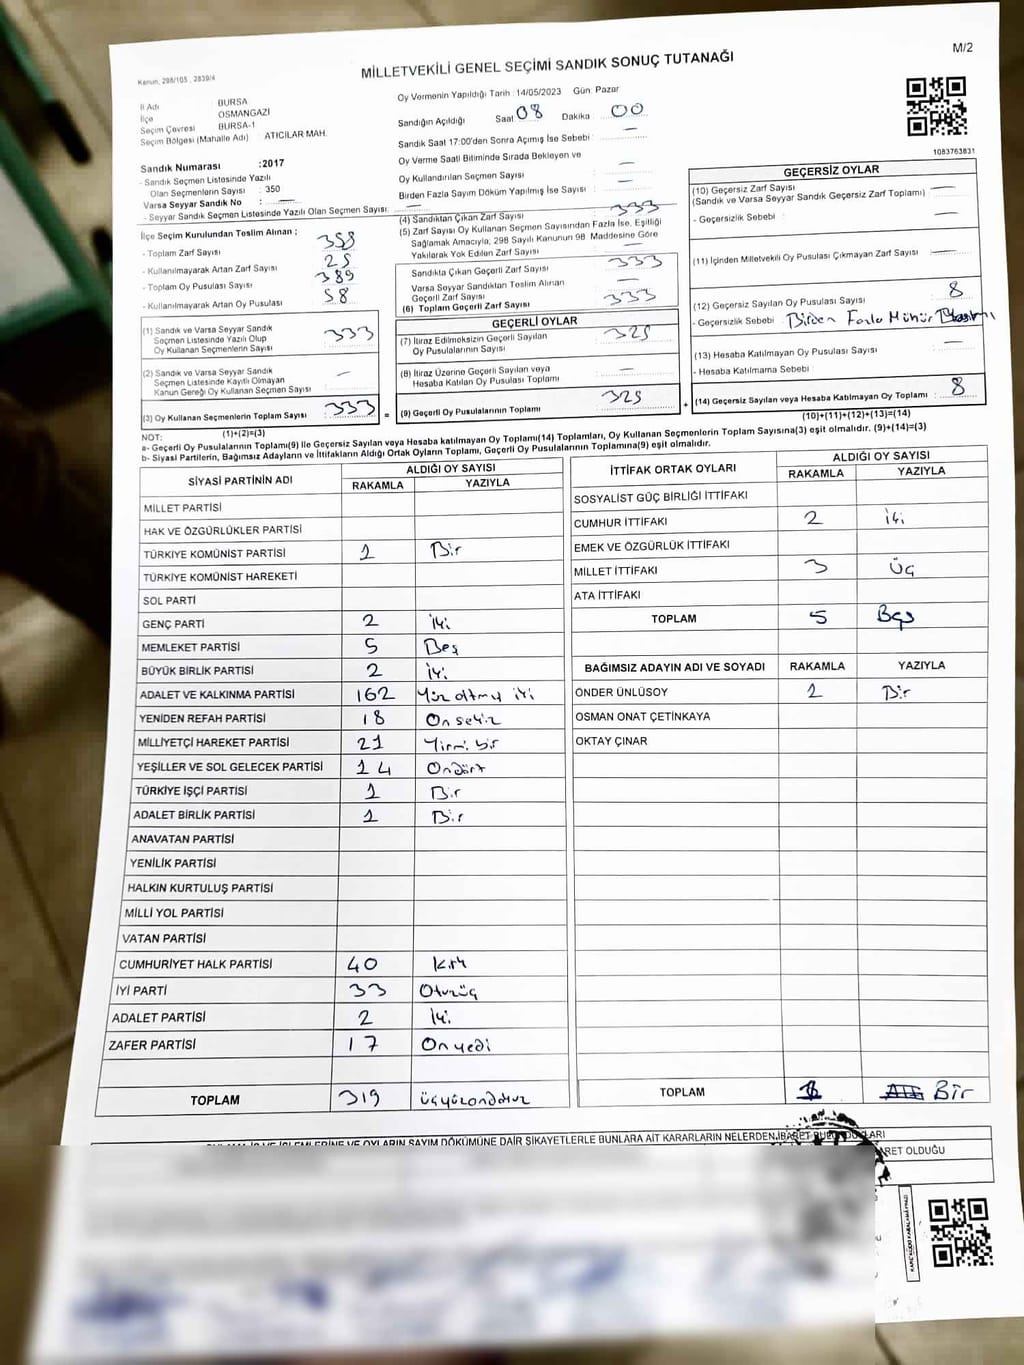 M/2
Kanun, 298/105 , 2839/4
MİLLETVEKİLİ GENEL SEÇİMİ SANDIK SONUÇ TUTANAĞI
İl Adı : BURSA
İlçe : OSMANGAZI
Seçim Çevresi : BURSA-1
Seçim Bölgesi (Mahalle Adı) : ATICILAR MAH.
Sandık Numarası :2017
- Sandık Seçmen Listesinde Yazılı
Olan Seçmenlerin Sayısı : 350
Varsa Seyyar Sandık No : —
- Seyyar Sandık Seçmen Listesinde Yazılı Olan Seçmen Sayısı: —
Oy Vermenin Yapıldığı Tarih : 14/05/2023 Gün: Pazar
Sandığın Açıldığı Saat 08 Dakika : 00
Sandık Saat 17:00'den Sonra Açımış İse Sebebi : —
Oy Verme Saati Bitiminde Sırada Bekleyen ve
Oy Kullandırılan Seçmen Sayısı : —
Birden Fazla Sayım Döküm Yapılmış İse Sayısı : —
İlçe Seçim Kurulundan Teslim Alınan ;
- Toplam Zarf Sayısı : 358
- Kullanılmayarak Artan Zarf Sayısı : 25
- Toplam Oy Pusulası Sayısı : 389
- Kullanılmayarak Artan Oy Pusulası : 58
(4) Sandıktan Çıkan Zarf Sayısı : 333
(5) Zarf Sayısı Oy Kullanan Seçmen Sayısından Fazla İse, Eşitliği
Sağlamak Amacıyla, 298 Sayılı Kanunun 98 Maddesine Göre
Yakılarak Yok Edilen Zarf Sayısı : —
Sandıkta Çıkan Geçerli Zarf Sayısı : 333
Varsa Seyyar Sandıktan Teslim Alınan
Geçerli Zarf Sayısı : —
(6) Toplam Geçerli Zarf Sayısı : 333
(1) Sandık ve Varsa Seyyar Sandık
Seçmen Listesinde Yazılı Olup
Oy Kullanan Seçmenlerin Sayısı : 333
(2) Sandık ve Varsa Seyyar Sandık
Seçmen Listesinde Kayıtlı Olmayan
Kanun Gereği Oy Kullanan Seçmen Sayısı : —
(3) Oy Kullanan Seçmenlerin Toplam Sayısı : 333 =
(1)+(2)=(3)
GEÇERLİ OYLAR
(7) İtiraz Edilmeksizin Geçerli Sayılan
Oy Pusulalarının Sayısı : 325
(8) İtiraz Üzerine Geçerli Sayılan veya
Hesaba Katılan Oy Pusulası Toplamı : —
(9) Geçerli Oy Pusulalarının Toplamı : 325 +
1083763831
GEÇERSİZ OYLAR
(10) Geçersiz Zarf Sayısı : —
(Sandık ve Varsa Seyyar Sandık Geçersiz Zarf Toplamı)
- Geçersizlik Sebebi : —
(11) İçinden Milletvekili Oy Pusulası Çıkmayan Zarf Sayısı : —
(12) Geçersiz Sayılan Oy Pusulası Sayısı : 8
- Geçersizlik Sebebi : Birden Fazla Mühür Basımı
(13) Hesaba Katılmayan Oy Pusulası Sayısı : —
- Hesaba Katılmama Sebebi :
(14) Geçersiz Sayılan veya Hesaba Katılmayan Oy Toplamı : 8
(10)+(11)+(12)+(13)=(14)
NOT:
a- Geçerli Oy Pusulalarının Toplamı(9) ile Geçersiz Sayılan veya Hesaba katılmayan Oy Toplamı(14) Toplamları, Oy Kullanan Seçmenlerin Toplam Sayısına(3) eşit olmalıdır. (9)+(14)=(3)
b- Siyasi Partilerin, Bağımsız Adayların ve İttifakların Aldığı Ortak Oyların Toplamı, Geçerli Oy Pusulalarının Toplamına(9) eşit olmalıdır.
SİYASİ PARTİNİN ADI ALDIĞI OY SAYISI
RAKAMLA YAZIYLA
MİLLET PARTİSİ
HAK VE ÖZGÜRLÜKLER PARTİSİ
TÜRKİYE KOMÜNİST PARTİSİ 1 Bir
TÜRKİYE KOMÜNİST HAREKETİ
SOL PARTİ
GENÇ PARTİ 2 İki
MEMLEKET PARTİSİ 5 Beş
BÜYÜK BİRLİK PARTİSİ 2 İki
ADALET VE KALKINMA PARTİSİ 162 Yüz altmış iki
YENİDEN REFAH PARTİSİ 18 On sekiz
MİLLİYETÇİ HAREKET PARTİSİ 21 Yirmi bir
YEŞİLLER VE SOL GELECEK PARTİSİ 14 Ondört
TÜRKİYE İŞÇİ PARTİSİ 1 Bir
ADALET BİRLİK PARTİSİ 1 Bir
ANAVATAN PARTİSİ
YENİLİK PARTİSİ
HALKIN KURTULUŞ PARTİSİ
MİLLİ YOL PARTİSİ
VATAN PARTİSİ
CUMHURİYET HALK PARTİSİ 40 Kırk
İYİ PARTİ 33 Otuzüç
ADALET PARTİSİ 2 İki
ZAFER PARTİSİ 17 On yedi
TOPLAM 319 üçyüzondokuz
İTTİFAK ORTAK OYLARI ALDIĞI OY SAYISI
RAKAMLA YAZIYLA
SOSYALİST GÜÇ BİRLİĞİ İTTİFAKI
CUMHUR İTTİFAKI 2 İki
EMEK VE ÖZGÜRLÜK İTTİFAKI
MİLLET İTTİFAKI 3 Üç
ATA İTTİFAKI
TOPLAM 5 Beş
BAĞIMSIZ ADAYIN ADI VE SOYADI RAKAMLA YAZIYLA
ÖNDER ÜNLÜSOY 1 Bir
OSMAN ONAT ÇETİNKAYA
OKTAY ÇINAR
TOPLAM 1 Bir
İŞLEMLERİNE VE OYLARIN SAYIM DÖKÜMÜNE DAİR ŞİKAYETLERLE BUNLARA AİT KARARLARIN NELERDEN İBARET
ARET OLDUĞU